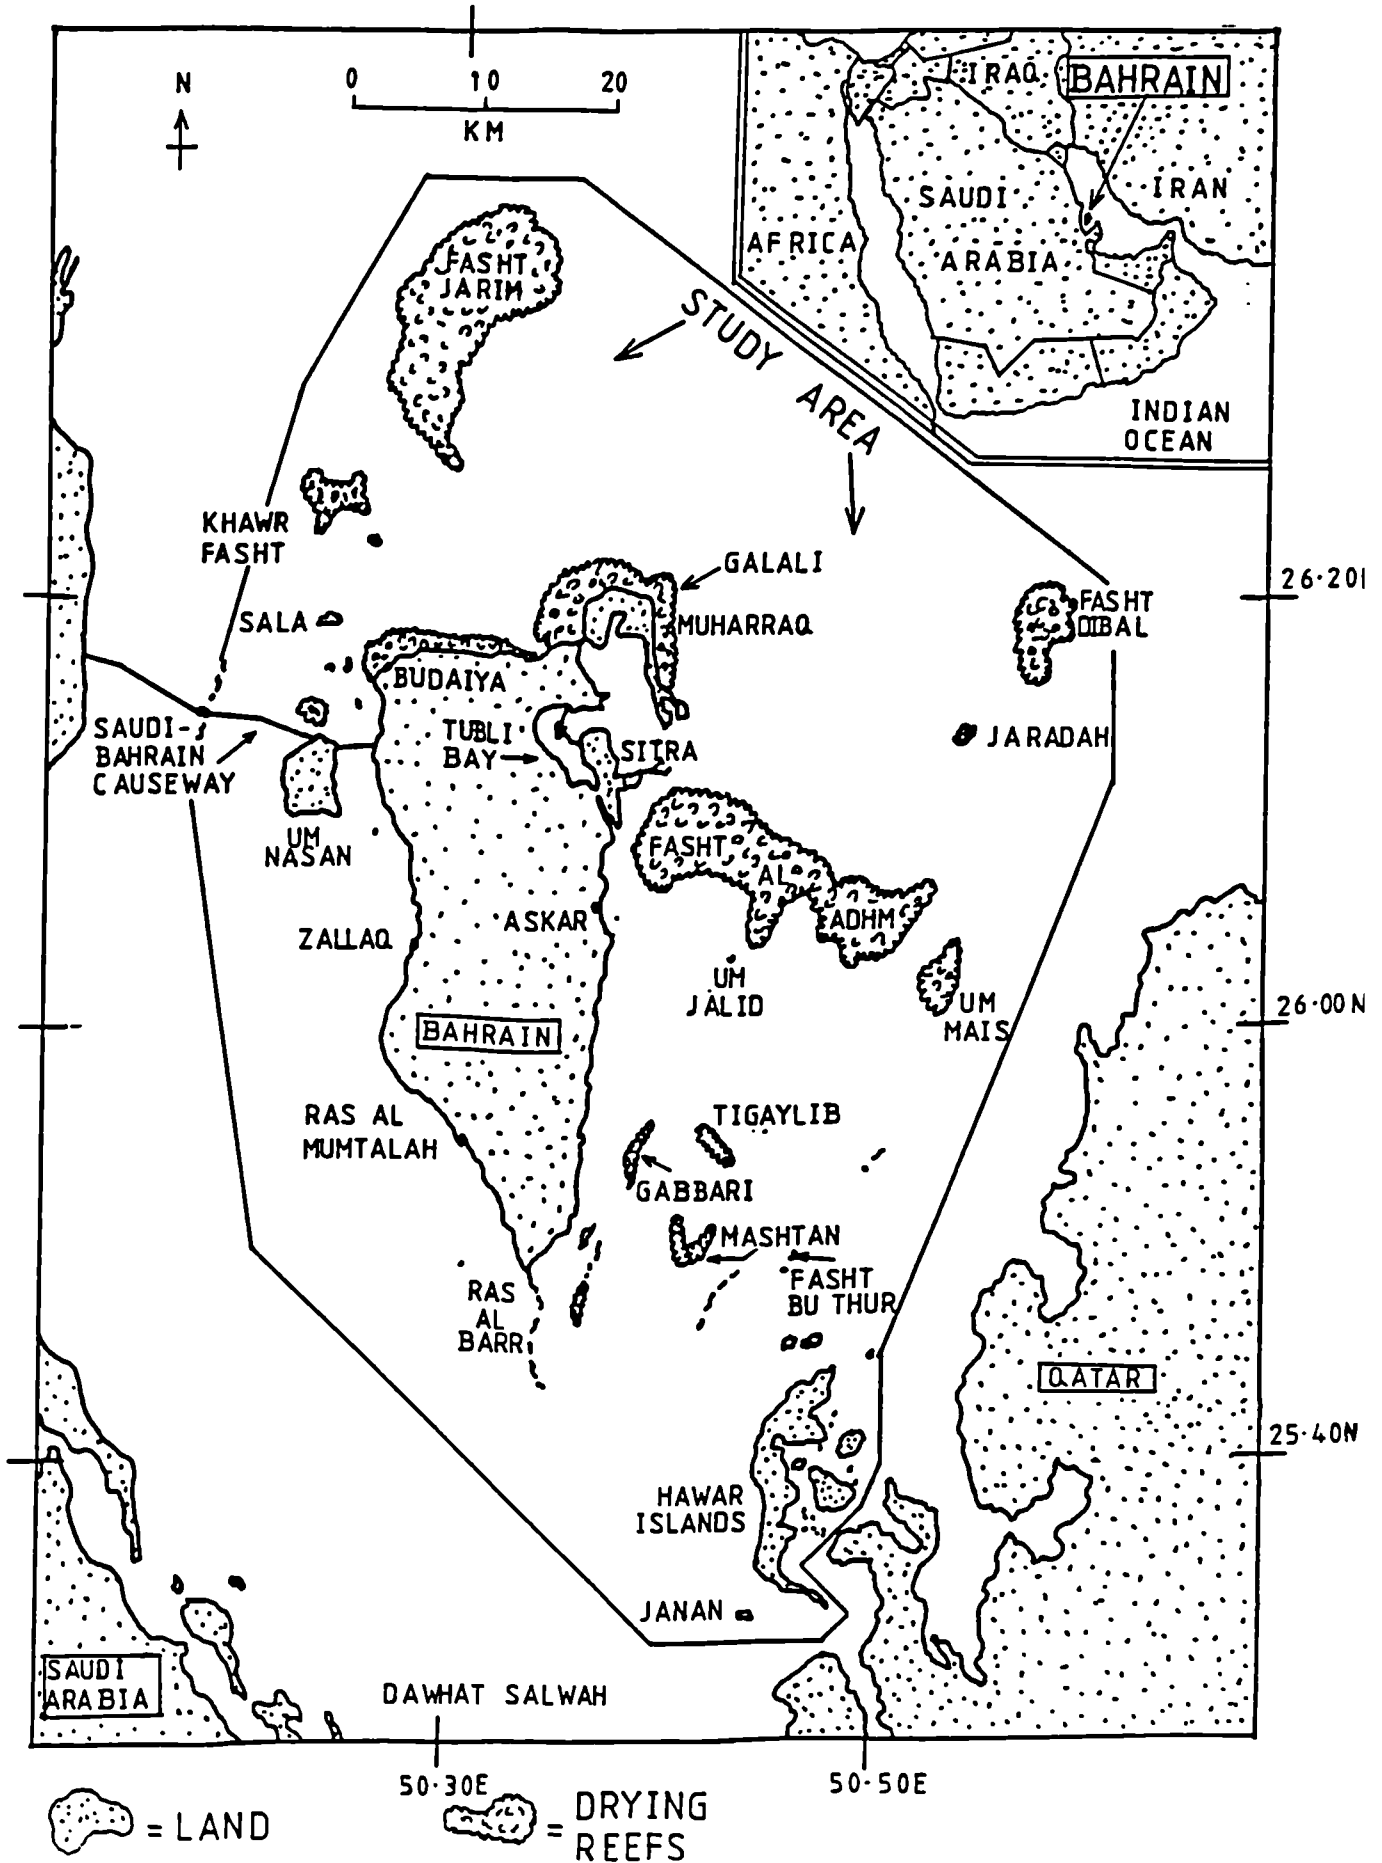 N
0 10 20
KM
IRAQ
BAHRAIN
SAUDI
ARABIA
IRAN
AFRICA
INDIAN
OCEAN
FASHT
JARIM
STUDY AREA
KHAWR
FASHT
GALALI
MUHARRAQ
SALA
BUDAIYA
FASHT
DIBAL
26·20N
SAUDI-
BAHRAIN
CAUSEWAY
TUBLI
BAY
SITRA
JARADAH
UM
NASAN
FASHT
AL
ADHM
ASKAR
ZALLAQ
UM
JALID
UM
MAIS
26·00N
BAHRAIN
RAS AL
MUMTALAH
TIGAYLIB
GABBARI
MASHTAN
FASHT
BU THUR
RAS
AL
BARR
QATAR
25·40N
HAWAR
ISLANDS
JANAN
SAUDI
ARABIA
DAWHAT SALWAH
50·30E
50·50E
= LAND
= DRYING
REEFS